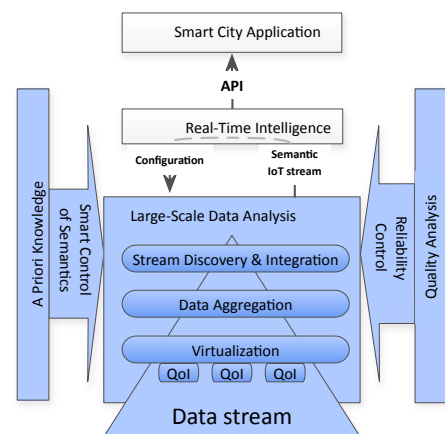 Smart City Application
API
Real-Time Intelligence
Configuration
Semantic
IoT stream
A Priori Knowledge
Smart Control
of Semantics
Large-Scale Data Analysis
Stream Discovery & Integration
Data Aggregation
Virtualization
QoI QoI QoI
Data stream
Reliability
Control
Quality Analysis